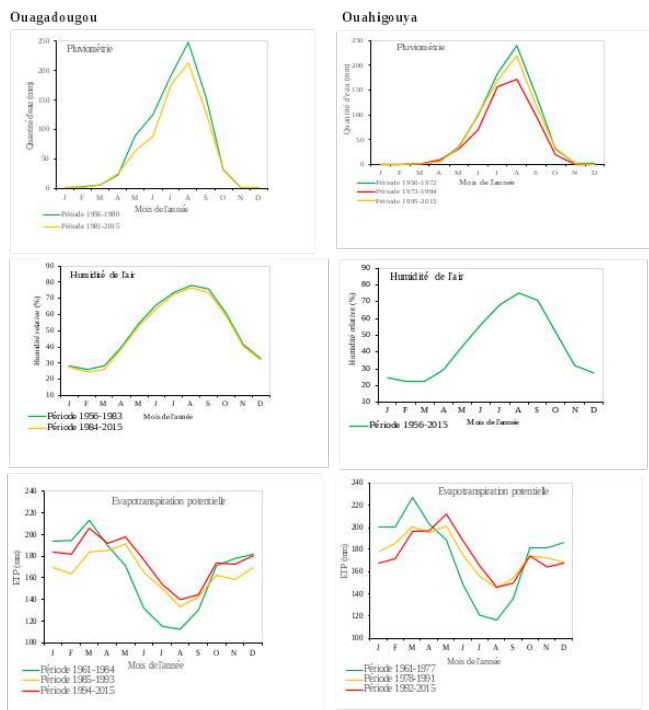 Ouagadougou
Ouahigouya
Pluviométrie
Quantité d'eau (mm)
250
200
150
100
50
0
J F M A M J J A S O N D
Mois de l'année
Période 1956-1980
Période 1981-2015
Pluviométrie
Quantité d'eau (mm)
250
200
150
100
50
0
J F M A M J J A S O N D
Mois de l'année
Période 1956-1972
Période 1973-1994
Période 1995-2015
Humidité de l'air
Humidité relative (%)
90
80
70
60
50
40
30
20
10
J F M A M J J A S O N D
Mois de l'année
Période 1956-1983
Période 1984-2015
Humidité de l'air
Humidité relative (%)
90
80
70
60
50
40
30
20
10
J F M A M J J A S O N D
Mois de l'année
Période 1956-2015
Evapotranspiration potentielle
ETP (mm)
240
220
200
180
160
140
120
100
J F M A M J J A S O N D
Mois de l'année
Période 1961-1984
Période 1985-1993
Période 1994-2015
Evapotranspiration potentielle
ETP (mm)
240
220
200
180
160
140
120
100
J F M A M J J A S O N D
Mois de l'année
Période 1961-1977
Période 1978-1991
Période 1992-2015